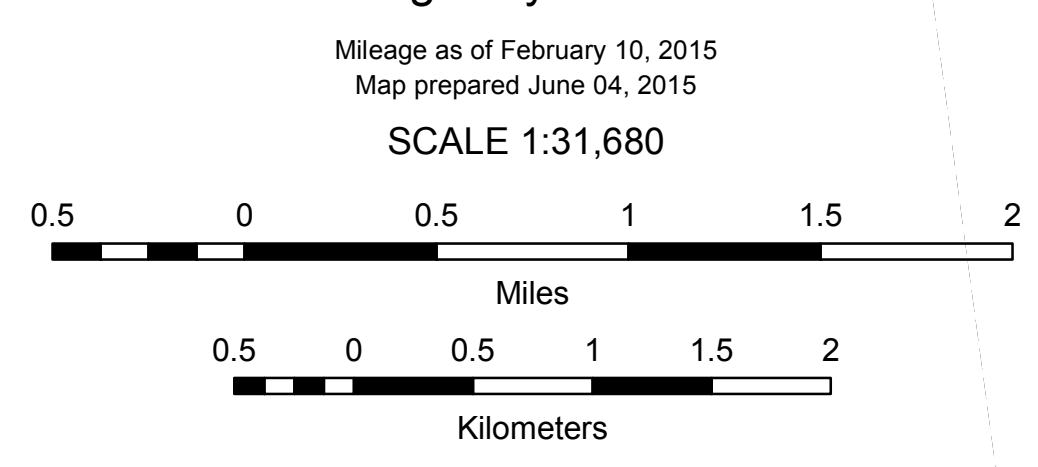 Mileage as of February 10, 2015
Map prepared June 04, 2015
SCALE 1:31,680
0.5 0 0.5 1 1.5 2
Miles
0.5 0 0.5 1 1.5 2
Kilometers